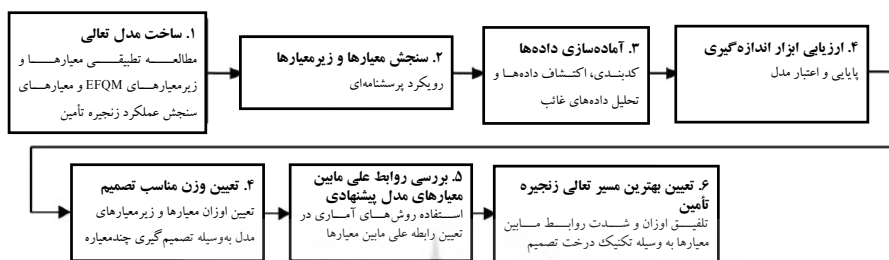 ۱. ساخت مدل تعالی
مطالعه تطبیقی معیارها و
زیرمعیارهای EFQM و معیارهای
سنجش عملکرد زنجیره تأمین
۲. سنجش معیارها و زیرمعیارها
رویکرد پرسشنامه‌ای
۳. آماده‌سازی داده‌ها
کدبندی، اکتشاف داده‌ها و
تحلیل داده‌های غائب
۴. ارزیابی ابزار اندازه‌گیری
پایایی و اعتبار مدل
۴. تعیین وزن مناسب تصمیم
تعیین اوزان معیارها و زیرمعیارهای
مدل به‌وسیله تصمیم‌گیری چندمعیاره
۵. بررسی روابط علی مابین
معیارهای مدل پیشنهادی
استفاده روش‌های آماری در
تعیین رابطه علی مابین معیارها
۶. تعیین بهترین مسیر تعالی زنجیره
تأمین
تلفیق اوزان و شدت روابط مابین
معیارها به وسیله تکنیک درخت تصمیم